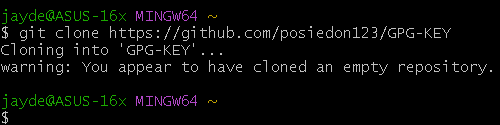 jayde@ASUS-16x MINGW64 ~
$ git clone https://github.com/posiedon123/GPG-KEY
Cloning into 'GPG-KEY'...
warning: You appear to have cloned an empty repository.
jayde@ASUS-16x MINGW64 ~
$